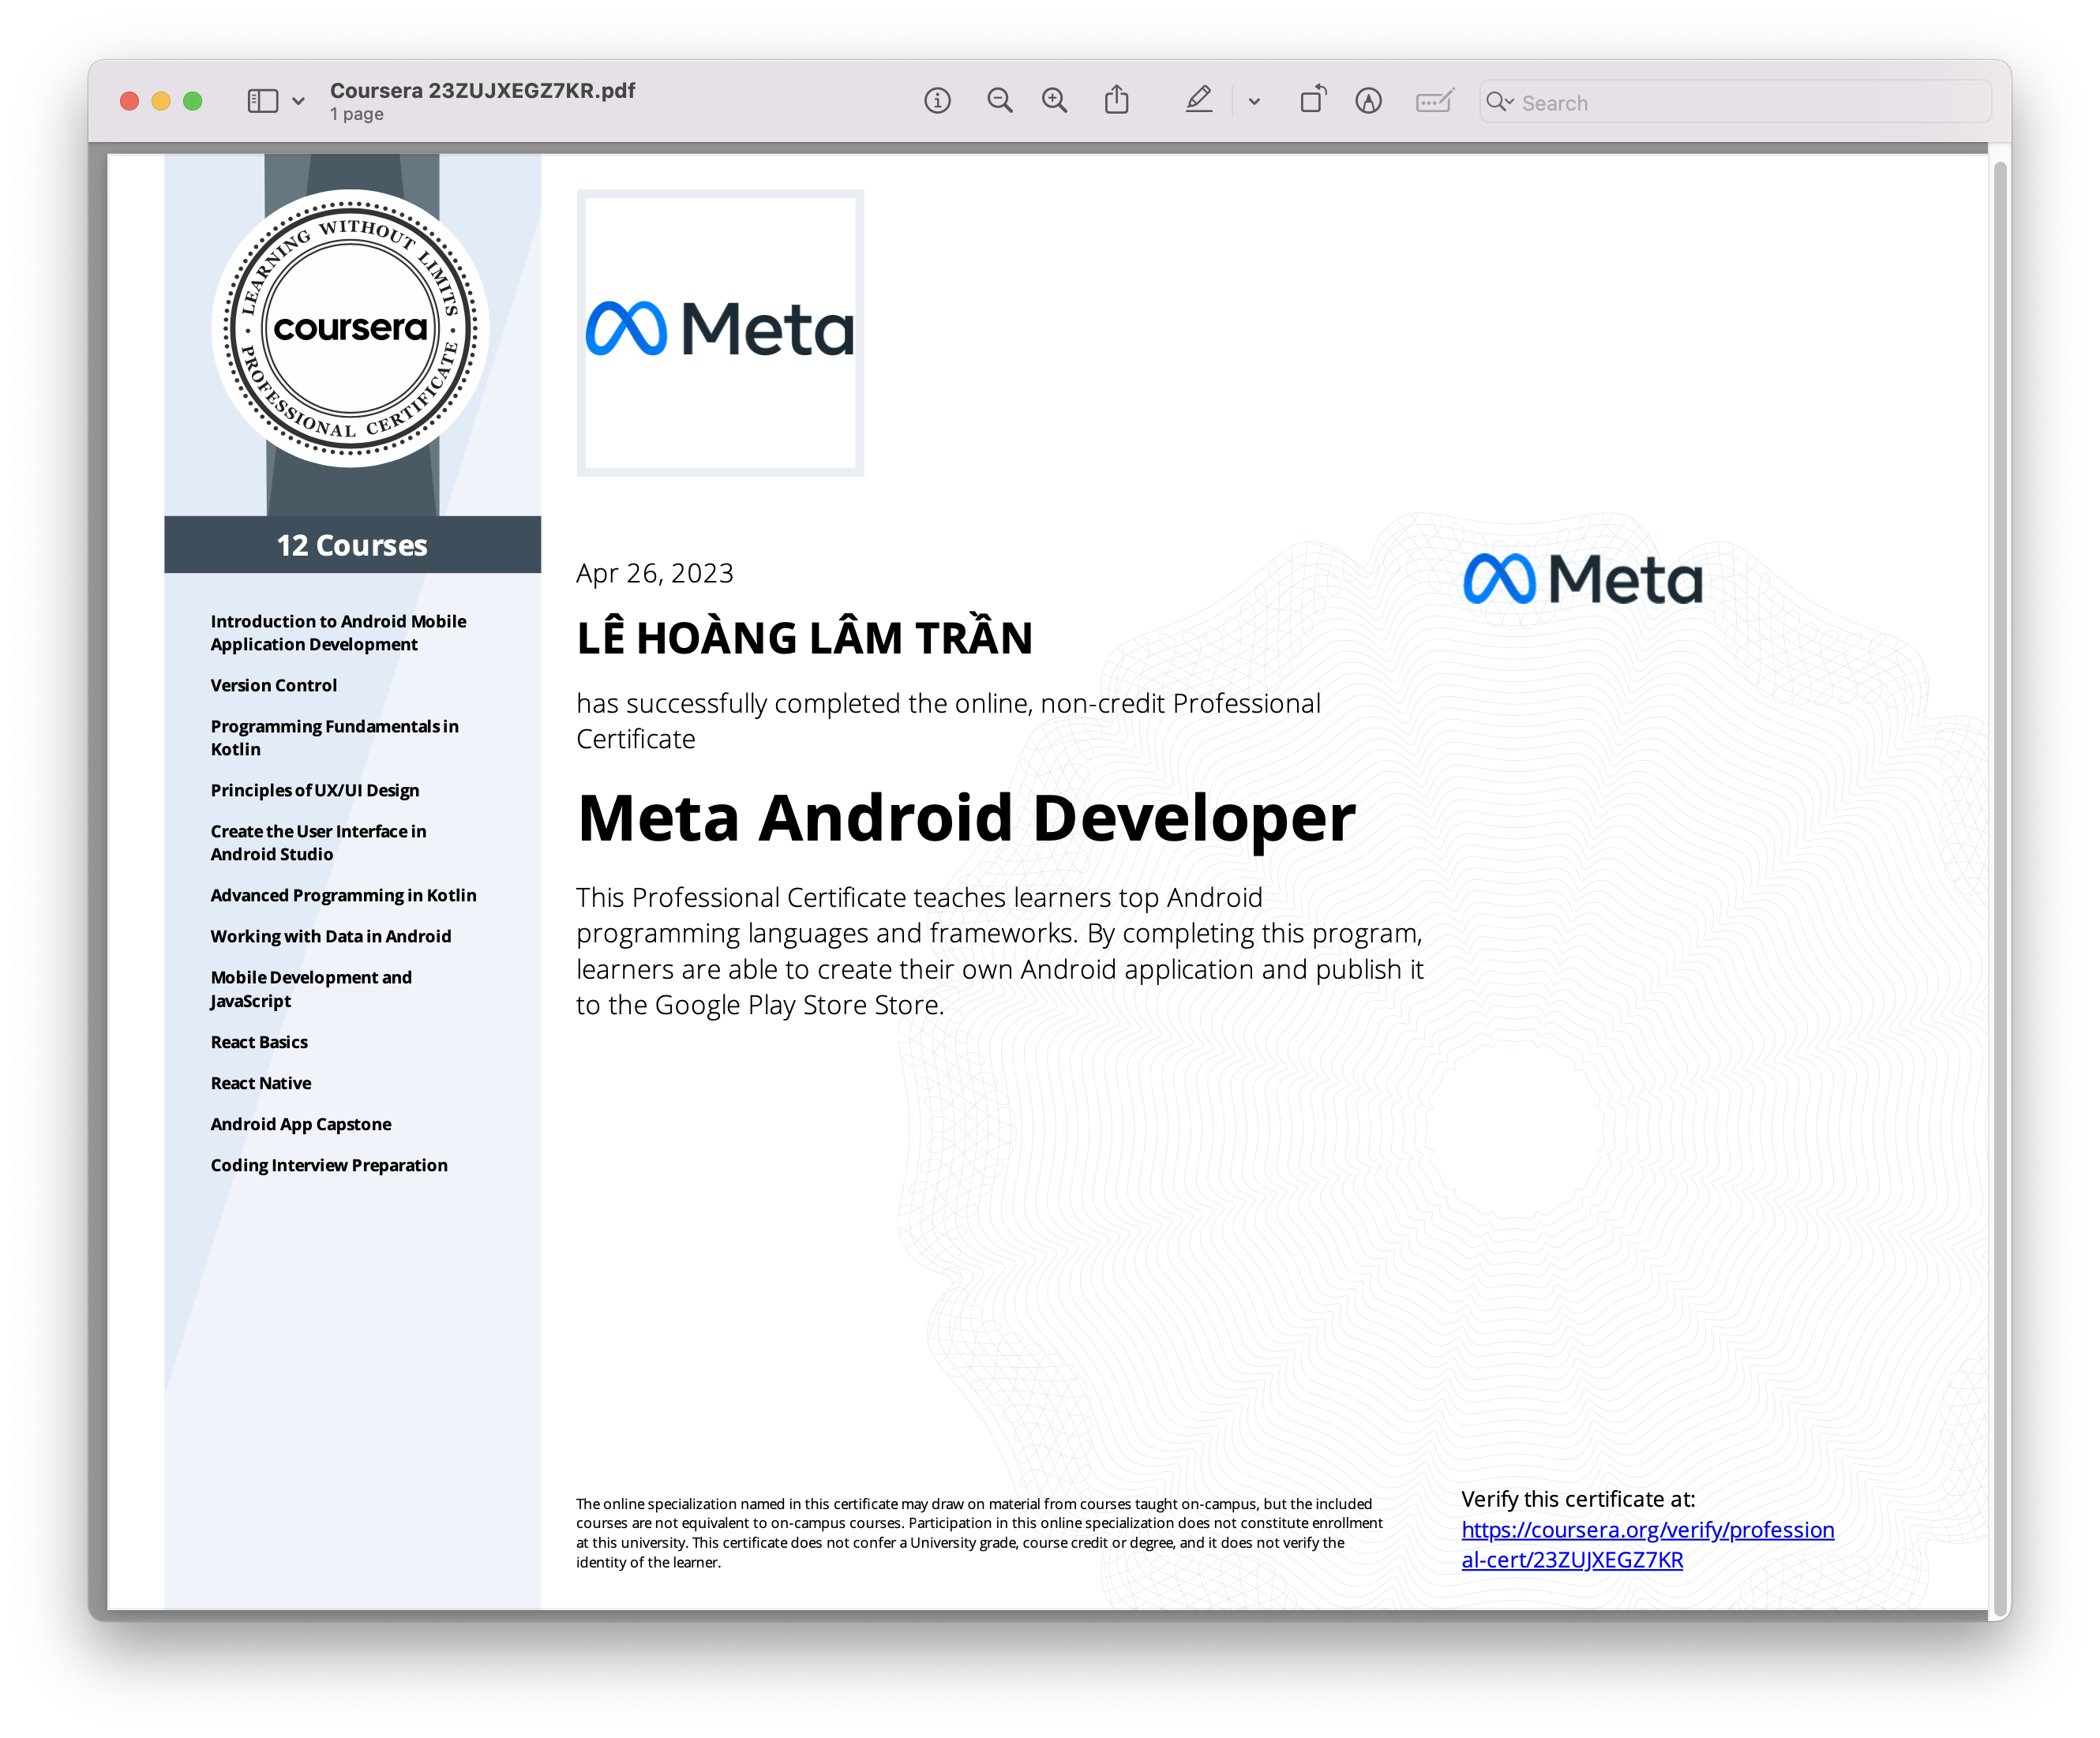 Coursera 23ZUJXEGZ7KR.pdf
1 page
Search
LEARNING WITHOUT LIMITS
coursera
PROFESSIONAL CERTIFICATE
12 Courses
Introduction to Android Mobile
Application Development
Version Control
Programming Fundamentals in
Kotlin
Principles of UX/UI Design
Create the User Interface in
Android Studio
Advanced Programming in Kotlin
Working with Data in Android
Mobile Development and
JavaScript
React Basics
React Native
Android App Capstone
Coding Interview Preparation
Meta
Meta
Apr 26, 2023
LÊ HOÀNG LÂM TRẦN
has successfully completed the online, non-credit Professional
Certificate
Meta Android Developer
This Professional Certificate teaches learners top Android
programming languages and frameworks. By completing this program,
learners are able to create their own Android application and publish it
to the Google Play Store Store.
The online specialization named in this certificate may draw on material from courses taught on-campus, but the included
courses are not equivalent to on-campus courses. Participation in this online specialization does not constitute enrollment
at this university. This certificate does not confer a University grade, course credit or degree, and it does not verify the
identity of the learner.
Verify this certificate at:
https://coursera.org/verify/profession
al-cert/23ZUJXEGZ7KR